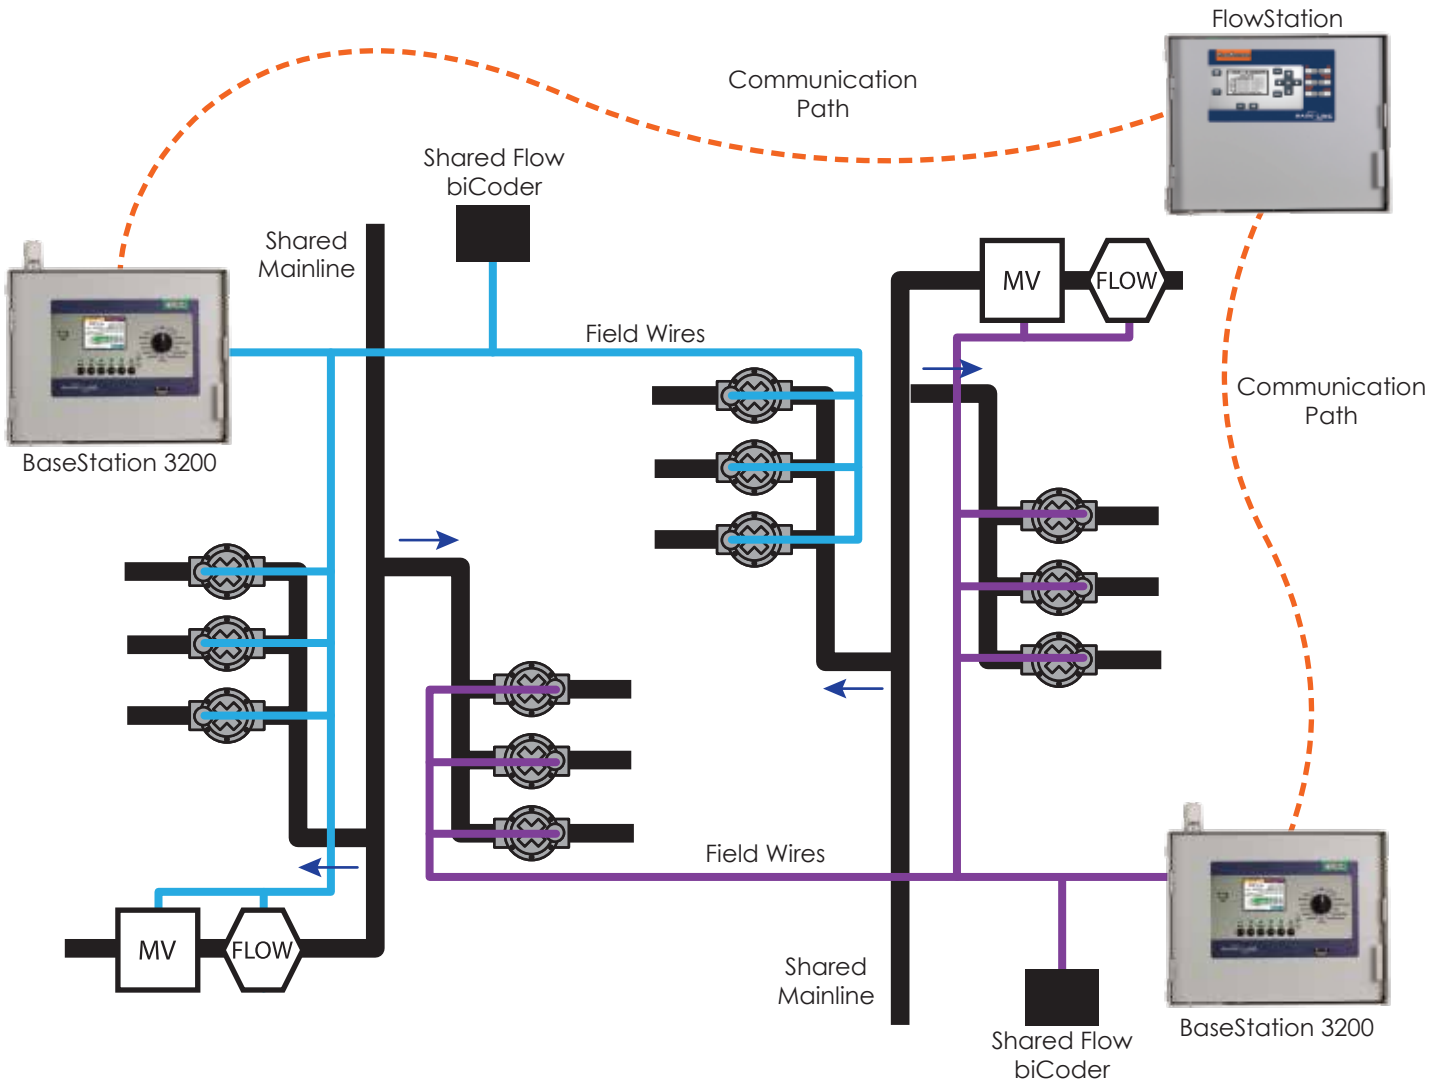 FlowStation
Communication
Path
Shared Flow
biCoder
Shared
Mainline
MV
FLOW
Field Wires
Communication
Path
BaseStation 3200
Field Wires
MV
FLOW
Shared
Mainline
Shared Flow
biCoder
BaseStation 3200